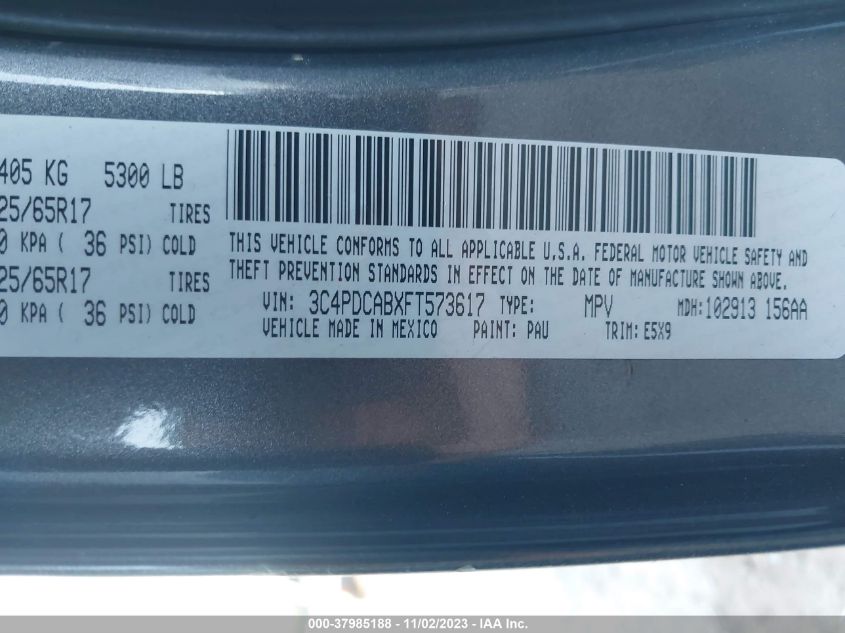 405 KG 5300 LB
25/65R17 TIRES
0 KPA ( 36 PSI) COLD
25/65R17 TIRES
0 KPA ( 36 PSI) COLD
THIS VEHICLE CONFORMS TO ALL APPLICABLE U.S.A. FEDERAL MOTOR VEHICLE SAFETY AND
THEFT PREVENTION STANDARDS IN EFFECT ON THE DATE OF MANUFACTURE SHOWN ABOVE.
VIN: 3C4PDCABXFT573617 TYPE: MPV MDH:102913 156AA
VEHICLE MADE IN MEXICO PAINT: PAU TRIM: E5X9
000-37985188 - 11/02/2023 - IAA Inc.